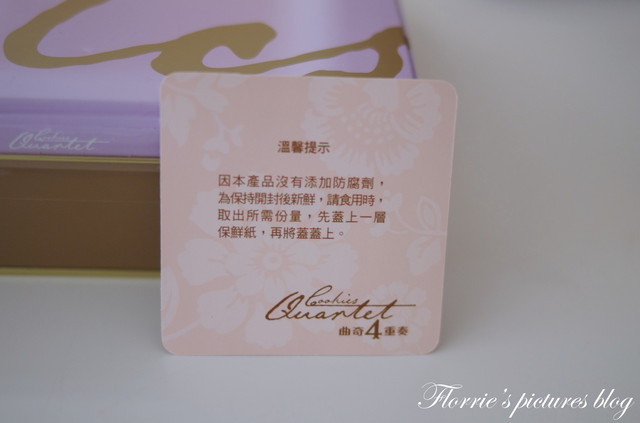 Cookies
Quartet
溫馨提示
因本產品沒有添加防腐劑，
為保持開封後新鮮，請食用時，
取出所需份量，先蓋上一層
保鮮紙，再將蓋蓋上。
Cookies
Quartet
曲奇4重奏
Florrie's pictures blog